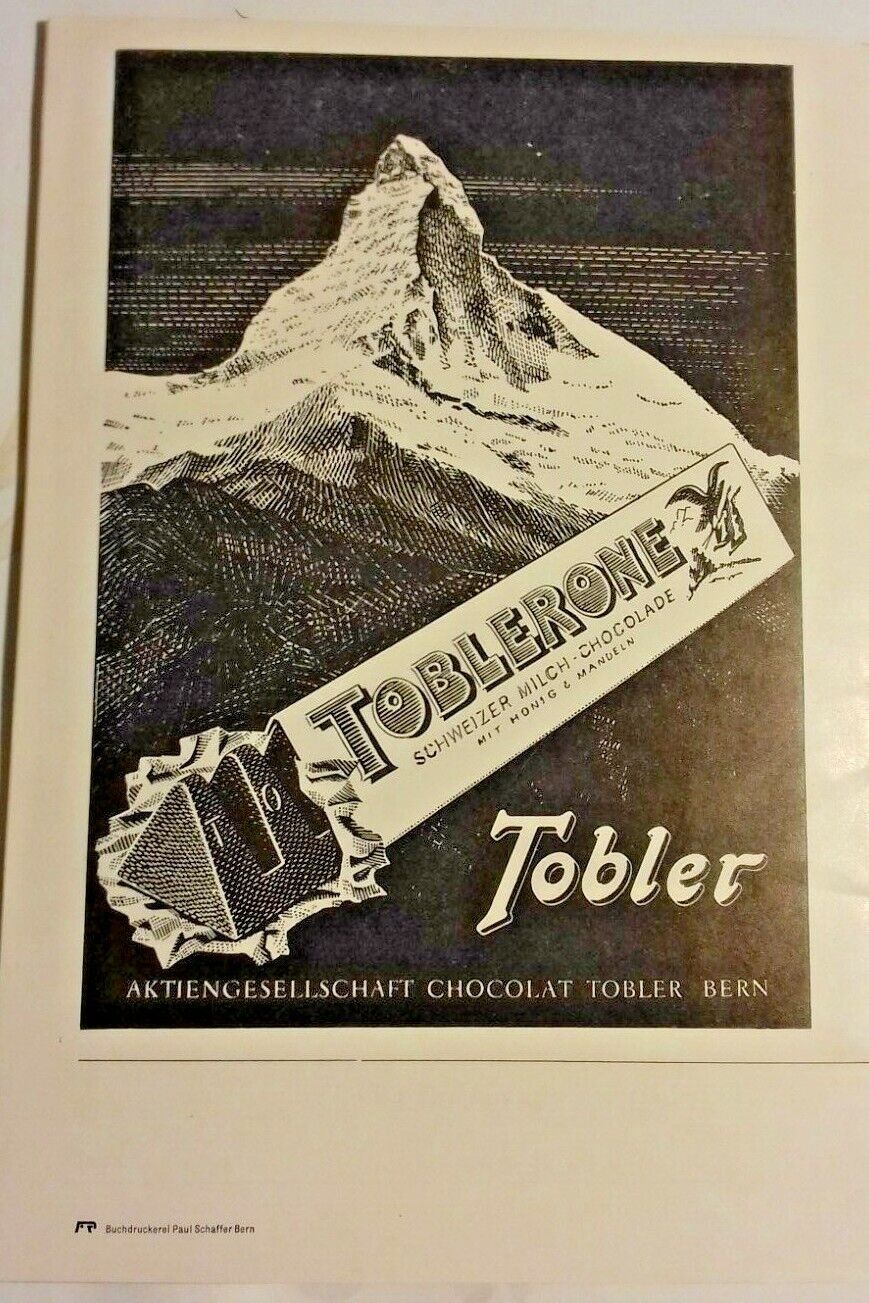 TOBLERONE
SCHWEIZER MILCH-CHOCOLADE
MIT HONIG & MANDELN
T O
Tobler
AKTIENGESELLSCHAFT CHOCOLAT TOBLER BERN
Buchdruckerei Paul Schaffer Bern